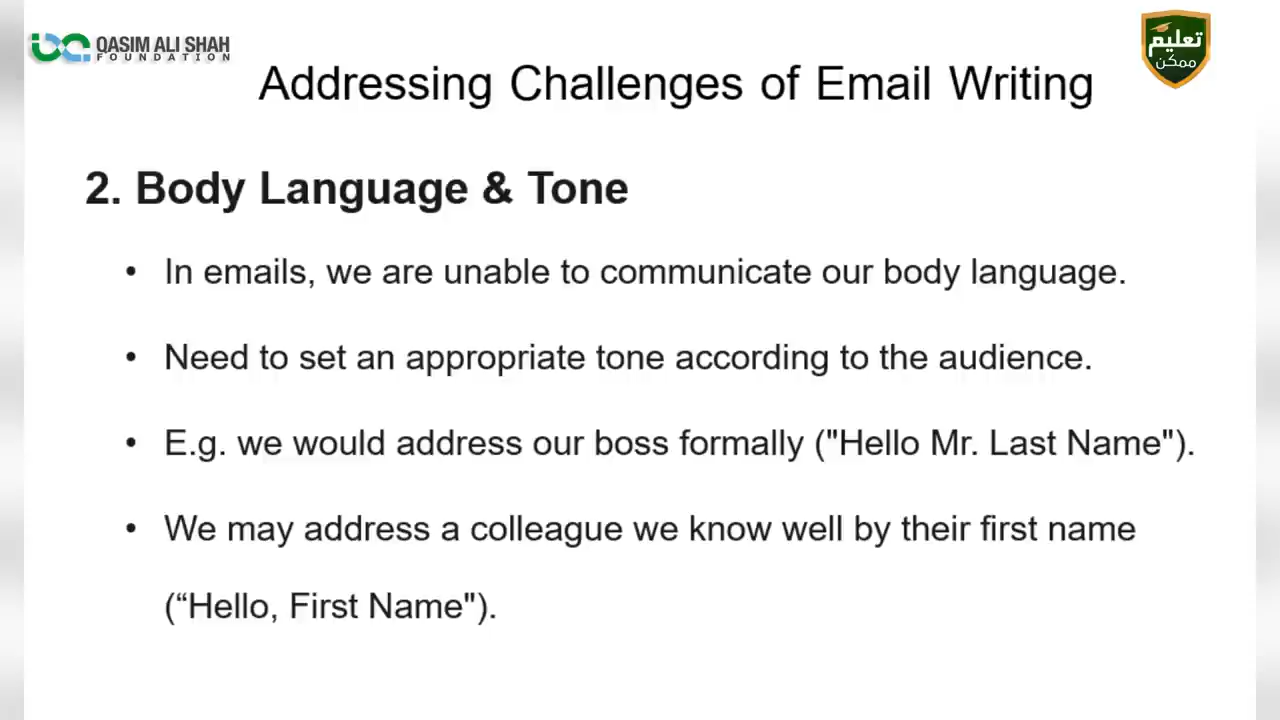 QASIM ALI SHAH
FOUNDATION
تعلیم
ممکن
Addressing Challenges of Email Writing
2. Body Language & Tone
• In emails, we are unable to communicate our body language.
• Need to set an appropriate tone according to the audience.
• E.g. we would address our boss formally ("Hello Mr. Last Name").
• We may address a colleague we know well by their first name
(“Hello, First Name").